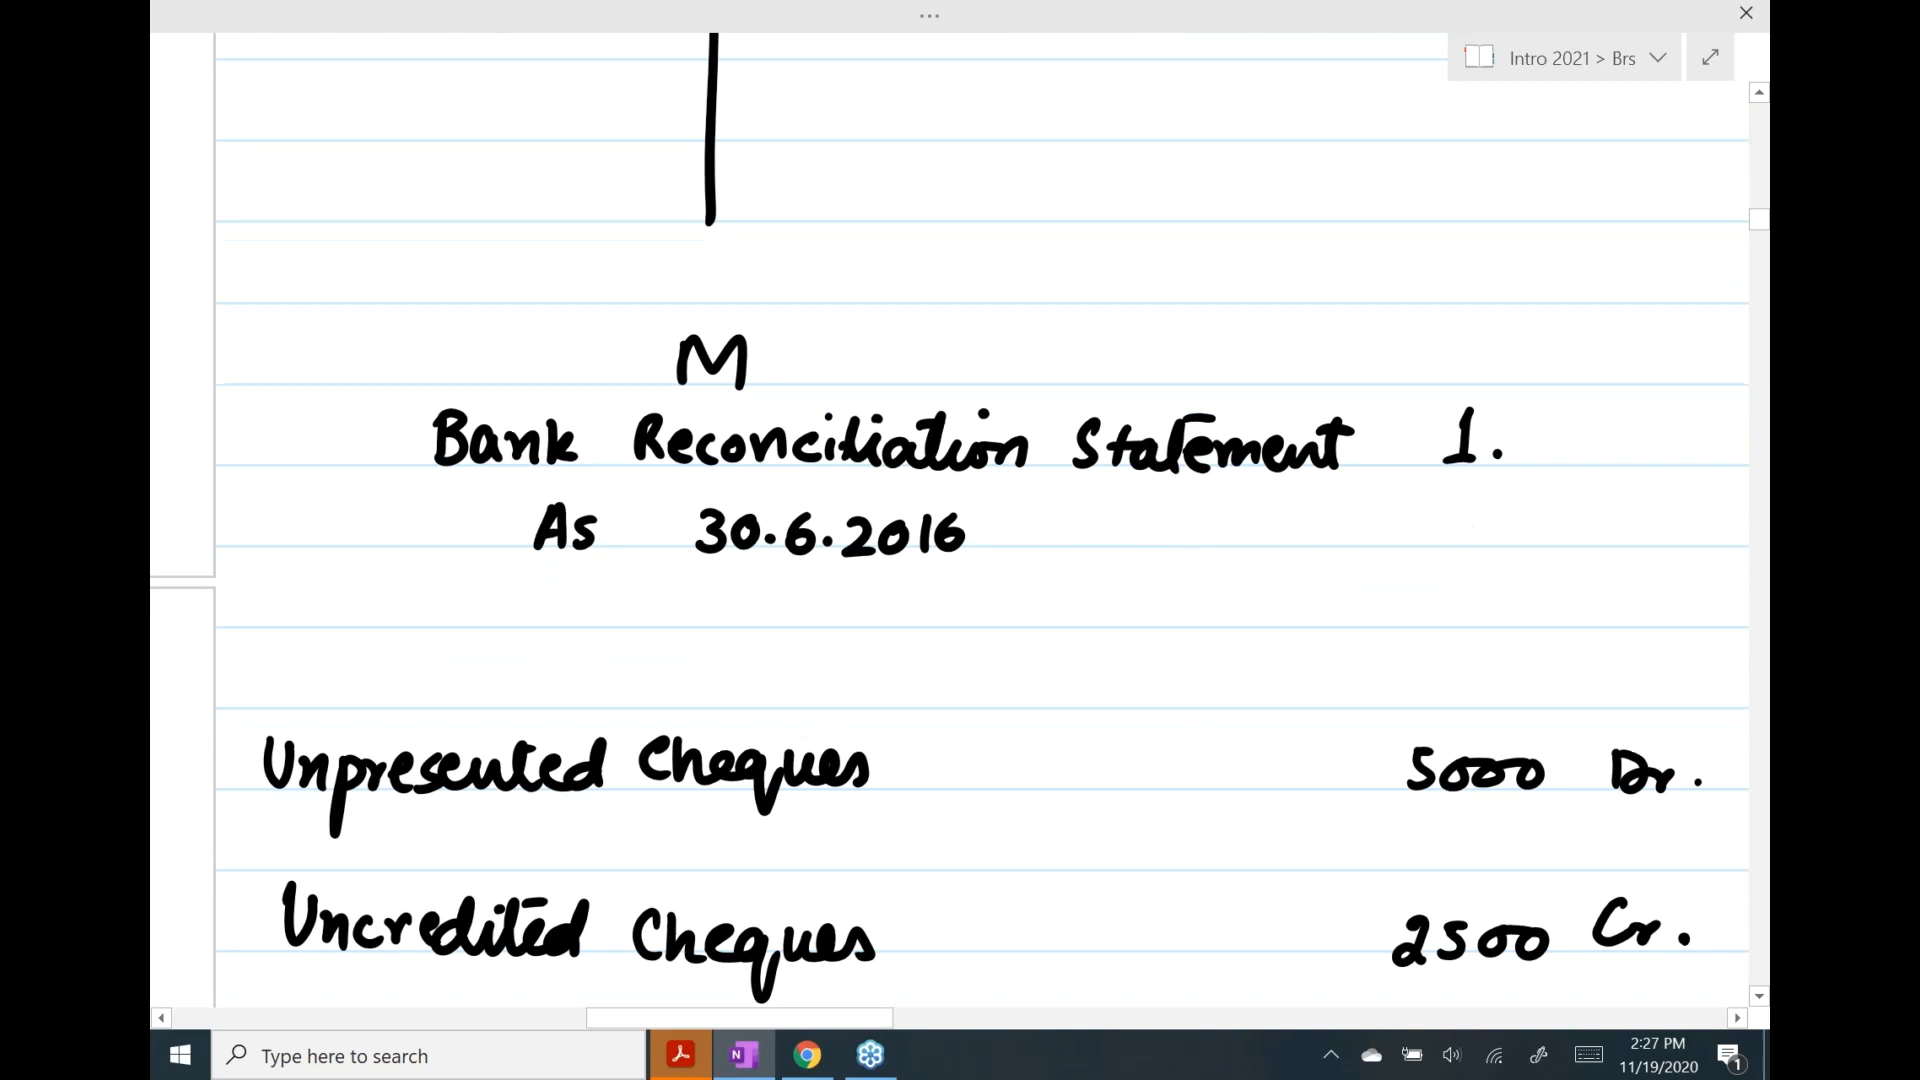 ...
Intro 2021 > Brs
M
Bank Reconciliation Statement 1.
As 30.6.2016
Unpresented Cheques 5000 Dr.
Uncredited Cheques 2500 Cr.
Type here to search
N
2:27 PM
11/19/2020
1